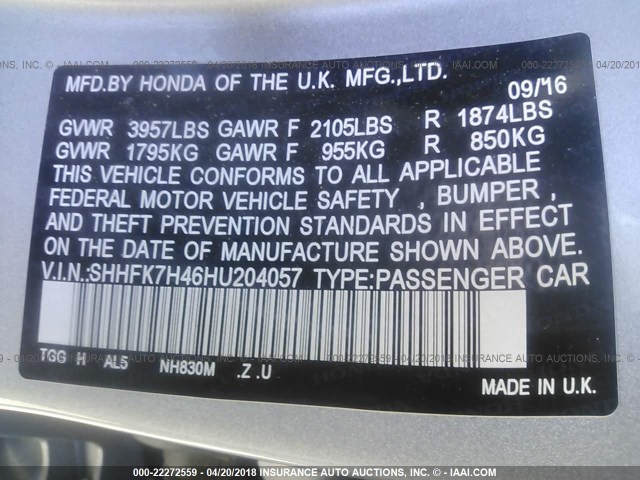 MFD.BY HONDA OF THE U.K. MFG.,LTD.
09/16
GVWR 3957LBS GAWR F 2105LBS R 1874LBS
GVWR 1795KG GAWR F 955KG R 850KG
THIS VEHICLE CONFORMS TO ALL APPLICABLE
FEDERAL MOTOR VEHICLE SAFETY , BUMPER ,
AND THEFT PREVENTION STANDARDS IN EFFECT
ON THE DATE OF MANUFACTURE SHOWN ABOVE.
V.I.N.:SHHFK7H46HU204057 TYPE:PASSENGER CAR
TGG H AL5 NH830M .Z .U
MADE IN U.K.
000-22272559 - 04/20/2018 INSURANCE AUTO AUCTIONS, INC. - IAAI.COM